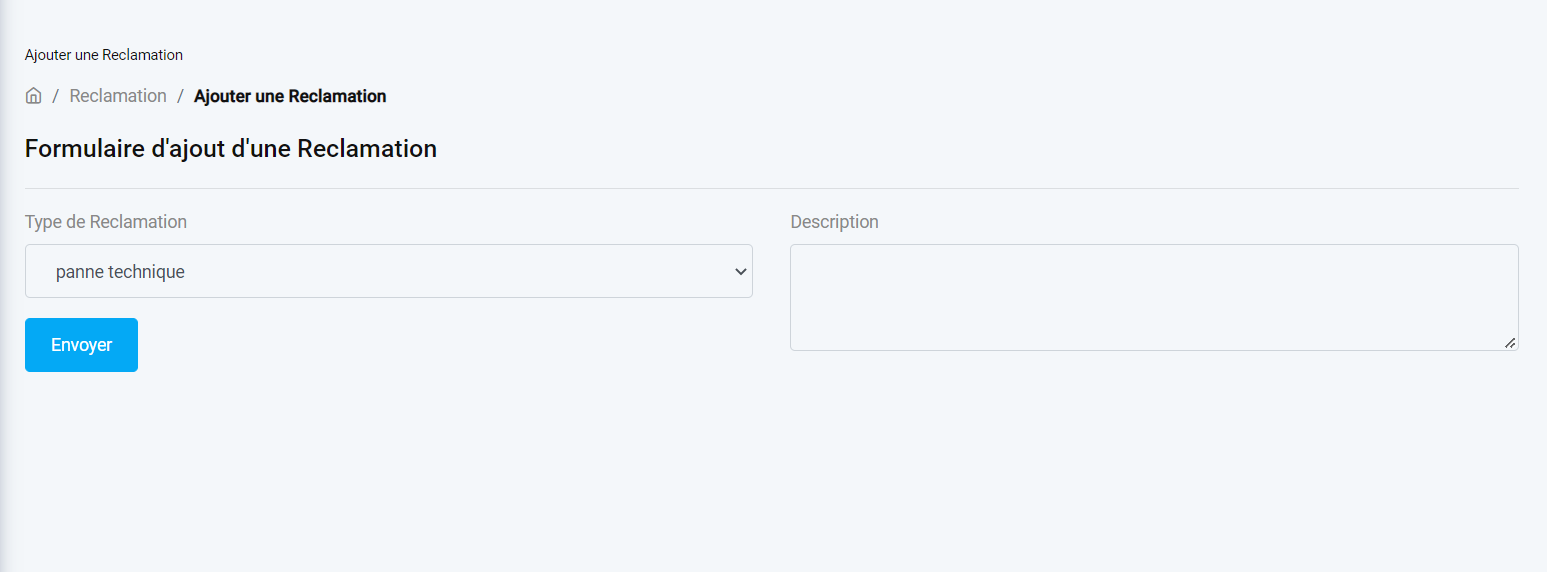 Ajouter une Reclamation
/ Reclamation / Ajouter une Reclamation
Formulaire d'ajout d'une Reclamation
Type de Reclamation
panne technique
Envoyer
Description